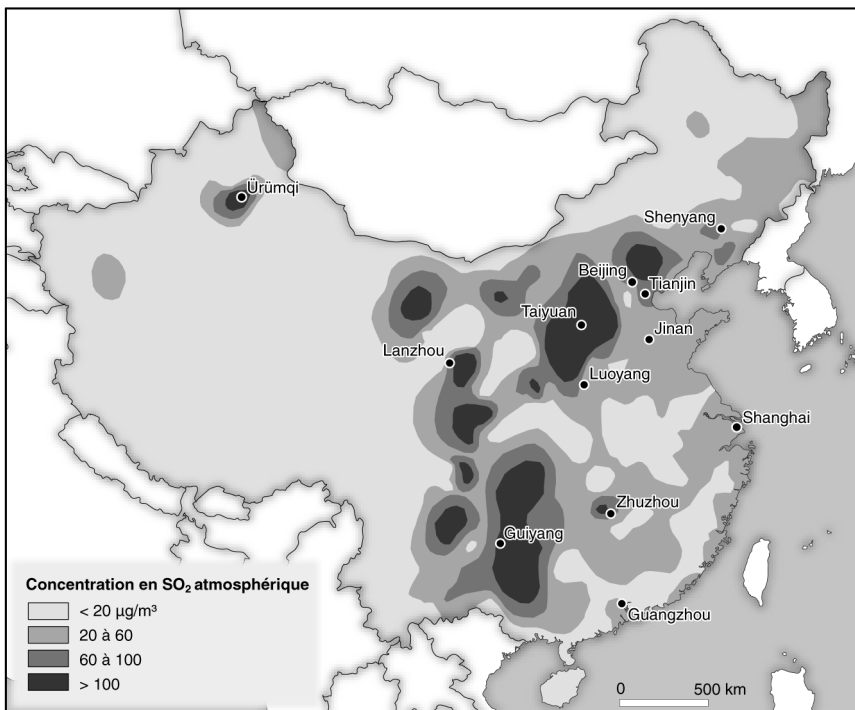 Ürümqi
Shenyang
Beijing
Tianjin
Taiyuan
Jinan
Lanzhou
Luoyang
Shanghai
Zhuzhou
Guiyang
Guangzhou
Concentration en SO₂ atmosphérique
< 20 µg/m³
20 à 60
60 à 100
> 100
0 500 km